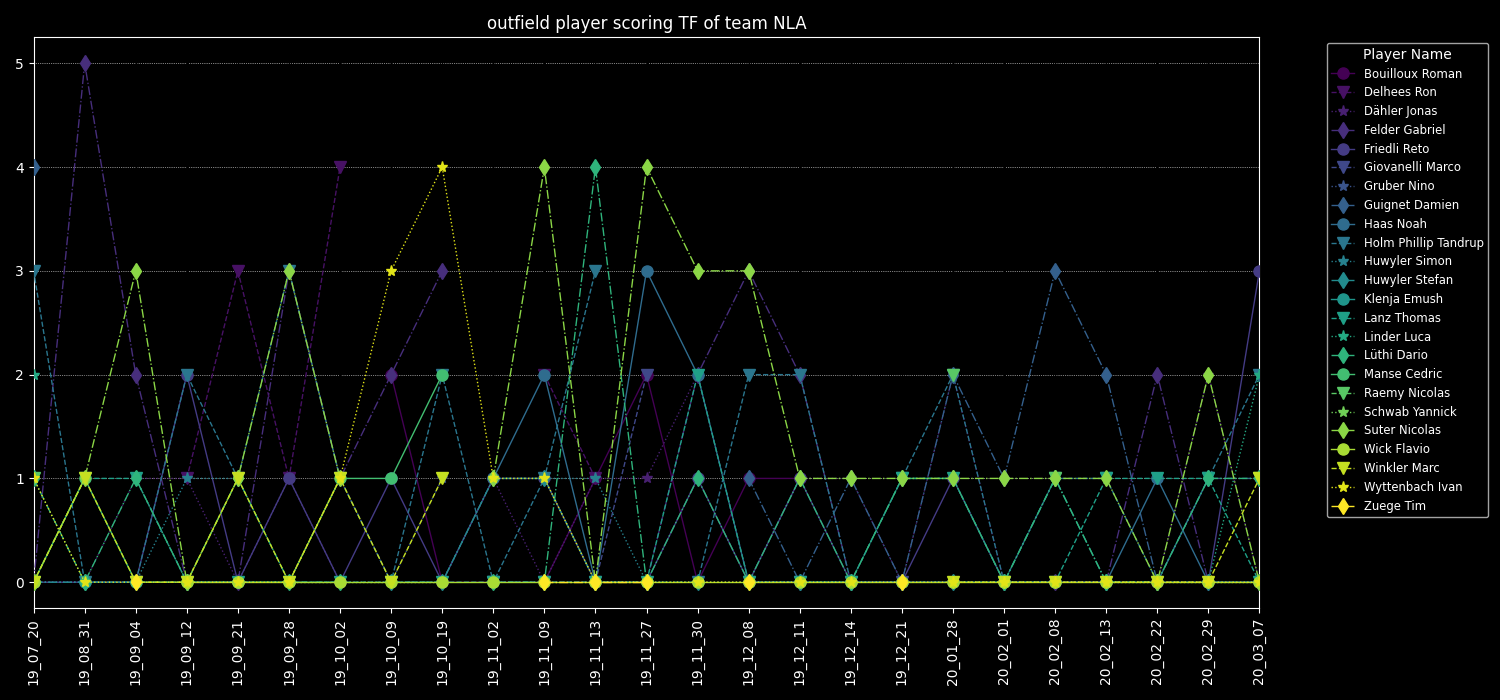 outfield player scoring TF of team NLA
5
4
3
2
1
0
19_07_20
19_08_31
19_09_04
19_09_12
19_09_21
19_09_28
19_10_02
19_10_09
19_10_19
19_11_02
19_11_09
19_11_13
19_11_27
19_11_30
19_12_08
19_12_11
19_12_14
19_12_21
20_01_28
20_02_01
20_02_08
20_02_13
20_02_22
20_02_29
20_03_07
Player Name
Bouilloux Roman
Delhees Ron
Dähler Jonas
Felder Gabriel
Friedli Reto
Giovanelli Marco
Gruber Nino
Guignet Damien
Haas Noah
Holm Phillip Tandrup
Huwyler Simon
Huwyler Stefan
Klenja Emush
Lanz Thomas
Linder Luca
Lüthi Dario
Manse Cedric
Raemy Nicolas
Schwab Yannick
Suter Nicolas
Wick Flavio
Winkler Marc
Wyttenbach Ivan
Zuege Tim